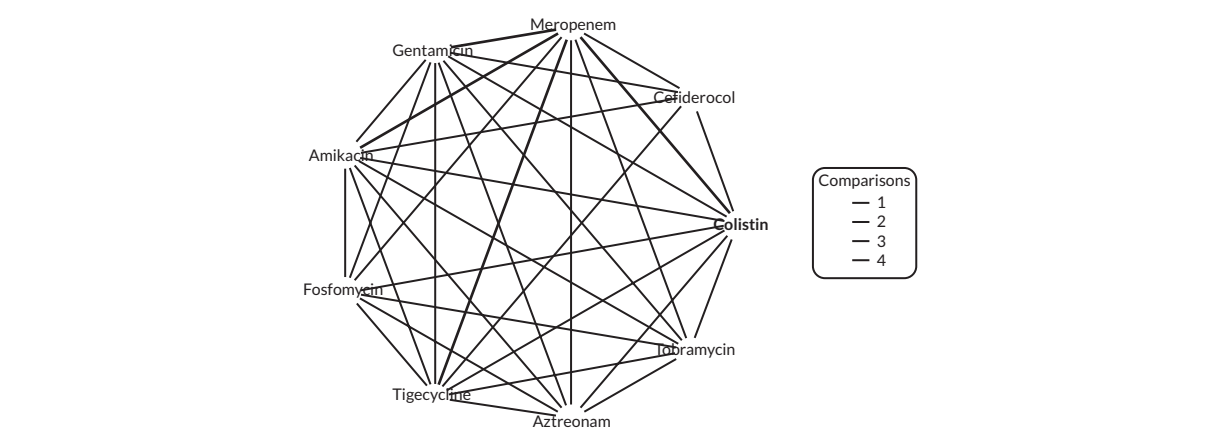 Meropenem
Gentamicin
Cefiderocol
Amikacin
Comparisons
1
2
3
4
Colistin
Fosfomycin
Tobramycin
Tigecycline
Aztreonam